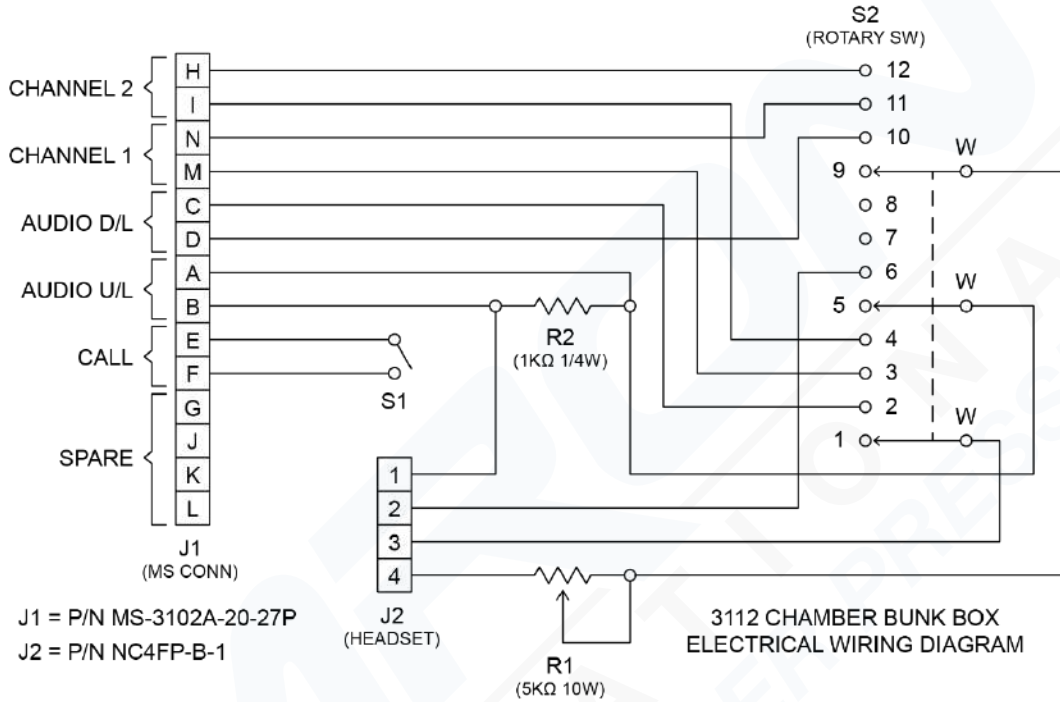 S2
(ROTARY SW)
CHANNEL 2
H
I
CHANNEL 1
N
M
AUDIO D/L
C
D
AUDIO U/L
A
B
CALL
E
F
SPARE
G
J
K
L
J1
(MS CONN)
R2
(1KΩ 1/4W)
S1
12
11
10
9
W
8
7
6
5
W
4
3
2
1
W
1
2
3
4
J2
(HEADSET)
R1
(5KΩ 10W)
J1 = P/N MS-3102A-20-27P
J2 = P/N NC4FP-B-1
3112 CHAMBER BUNK BOX
ELECTRICAL WIRING DIAGRAM